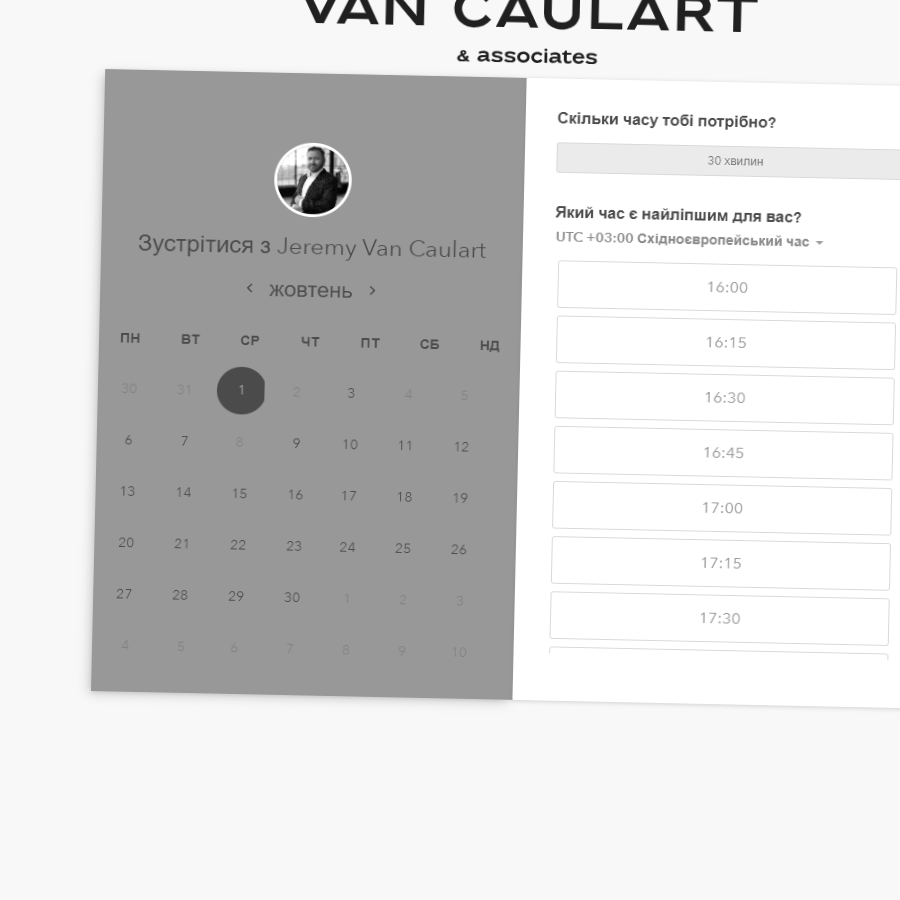 VAN CAULART
& associates
Зустрітися з Jeremy Van Caulart
жовтень
ПН ВТ СР ЧТ ПТ СБ НД
30 31 1 2 3 4 5
6 7 8 9 10 11 12
13 14 15 16 17 18 19
20 21 22 23 24 25 26
27 28 29 30 1 2 3
4 5 6 7 8 9 10
Скільки часу тобі потрібно?
30 хвилин
Який час є найліпшим для вас?
UTC +03:00 Східноєвропейський час
16:00
16:15
16:30
16:45
17:00
17:15
17:30